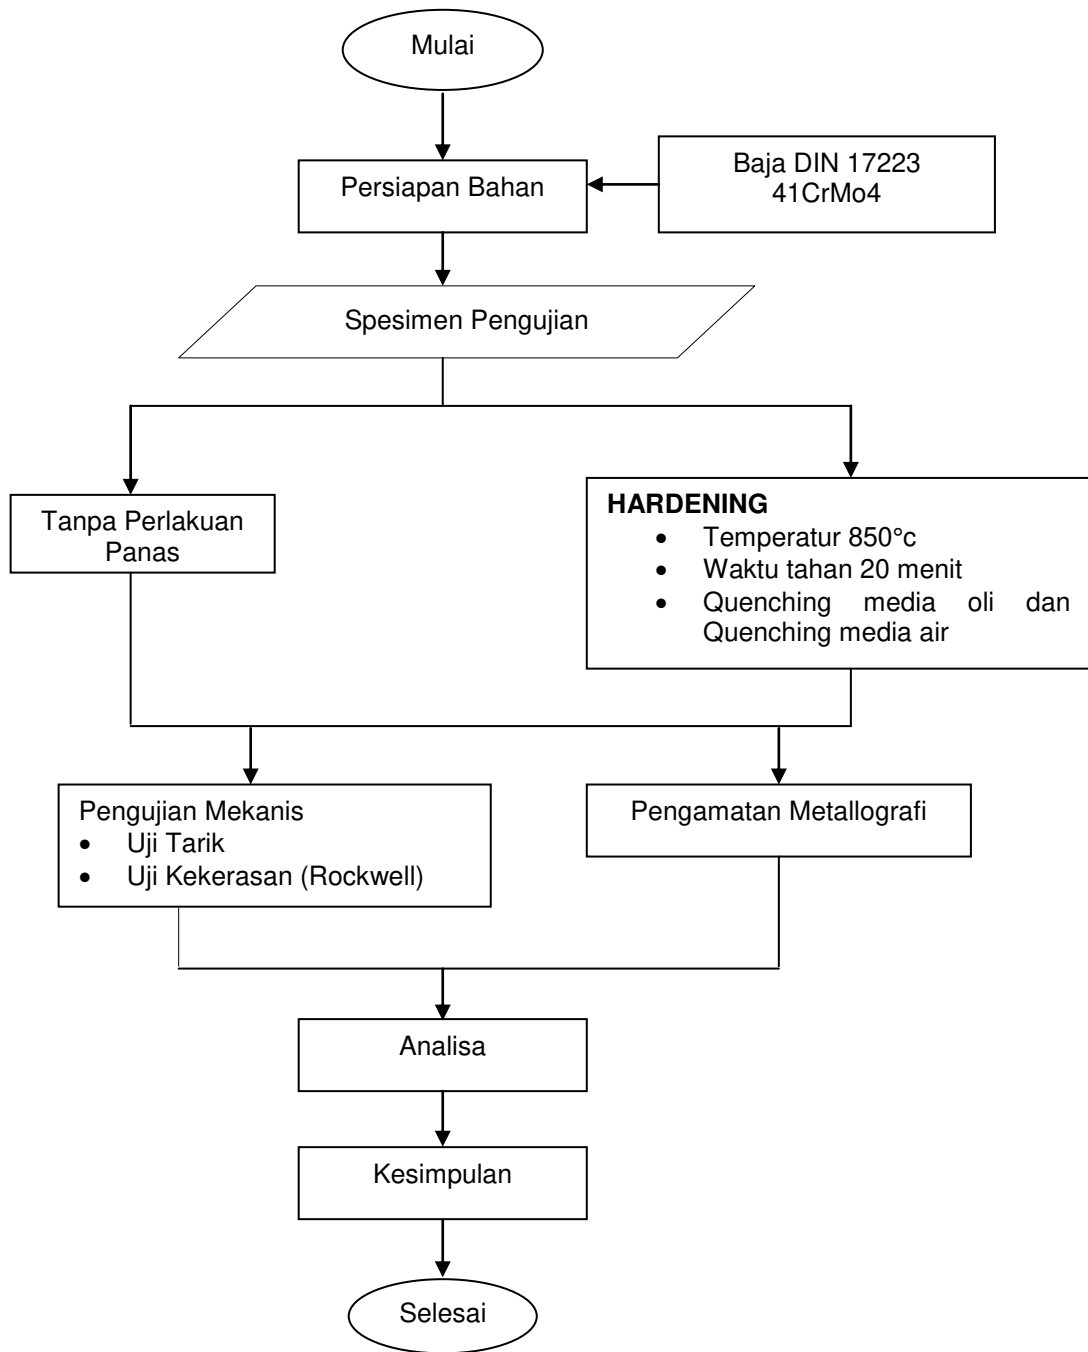 Mulai
Persiapan Bahan
Baja DIN 17223
41CrMo4
Spesimen Pengujian
Tanpa Perlakuan
Panas
HARDENING
• Temperatur 850°c
• Waktu tahan 20 menit
• Quenching media oli dan
Quenching media air
Pengujian Mekanis
• Uji Tarik
• Uji Kekerasan (Rockwell)
Pengamatan Metallografi
Analisa
Kesimpulan
Selesai